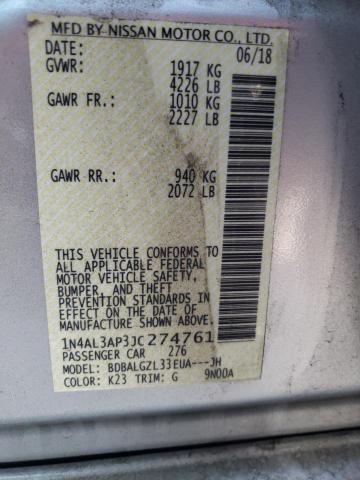 MFD BY NISSAN MOTOR CO., LTD.
DATE: 06/18
GVWR: 1917 KG
4226 LB
GAWR FR.: 1010 KG
2227 LB
GAWR RR.: 940 KG
2072 LB
THIS VEHICLE CONFORMS TO
ALL APPLICABLE FEDERAL
MOTOR VEHICLE SAFETY,
BUMPER, AND THEFT
PREVENTION STANDARDS IN
EFFECT ON THE DATE OF
MANUFACTURE SHOWN ABOVE.
1N4AL3AP3JC274761
PASSENGER CAR 276
MODEL: BDBALGZL33EUA---JH
COLOR: K23 TRIM: G 9N00A